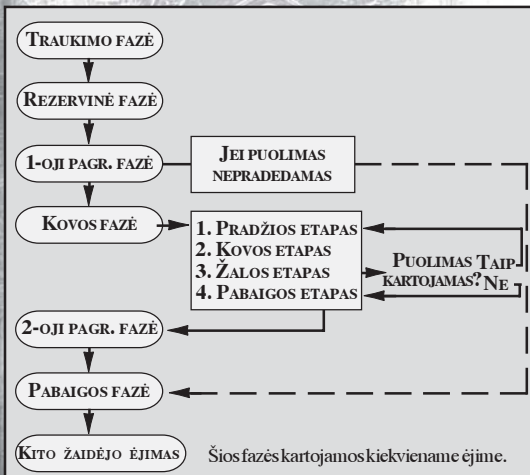 TRAUKIMO FAZĖ
REZERVINĖ FAZĖ
1-OJI PAGR. FAZĖ
JEI PUOLIMAS
NEPRADEDAMAS
KOVOS FAZĖ
1. PRADŽIOS ETAPAS
2. KOVOS ETAPAS
3. ŽALOS ETAPAS
4. PABAIGOS ETAPAS
PUOLIMAS TAIP
KARTOJAMAS? NE
2-OJI PAGR. FAZĖ
PABAIGOS FAZĖ
KITO ŽAIDĖJO ĖJIMAS
Šios fazės kartojamos kiekviename ėjime.